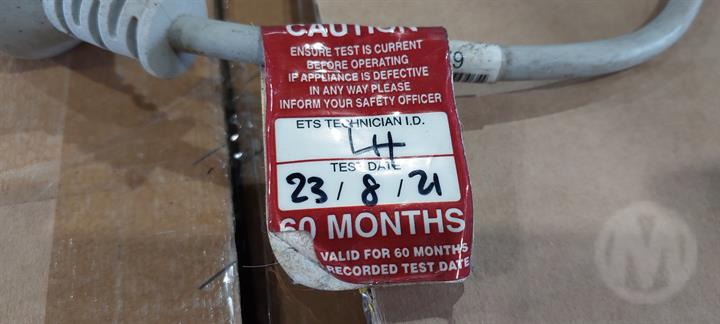 CAUTION
ENSURE TEST IS CURRENT
BEFORE OPERATING
IF APPLIANCE IS DEFECTIVE
IN ANY WAY PLEASE
INFORM YOUR SAFETY OFFICER
ETS TECHNICIAN I.D.
LH
TEST DATE
23 / 8 / 21
60 MONTHS
VALID FOR 60 MONTHS
RECORDED TEST DATE
9
M